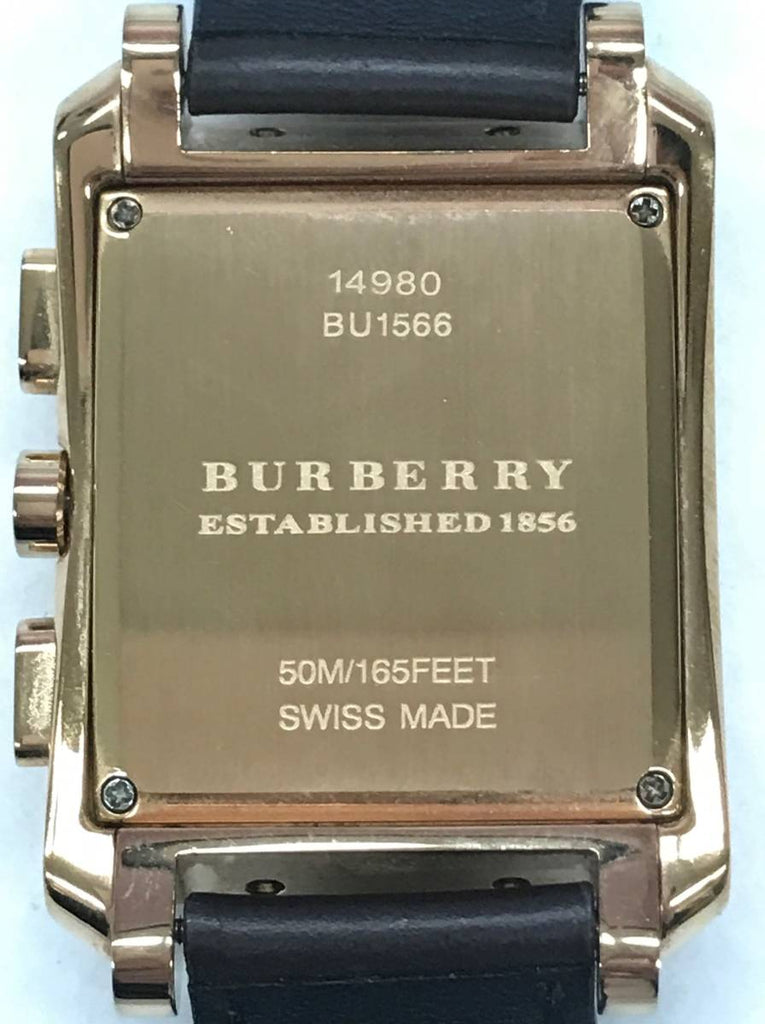 14980
BU1566
BURBERRY
ESTABLISHED 1856
50M/165FEET
SWISS MADE